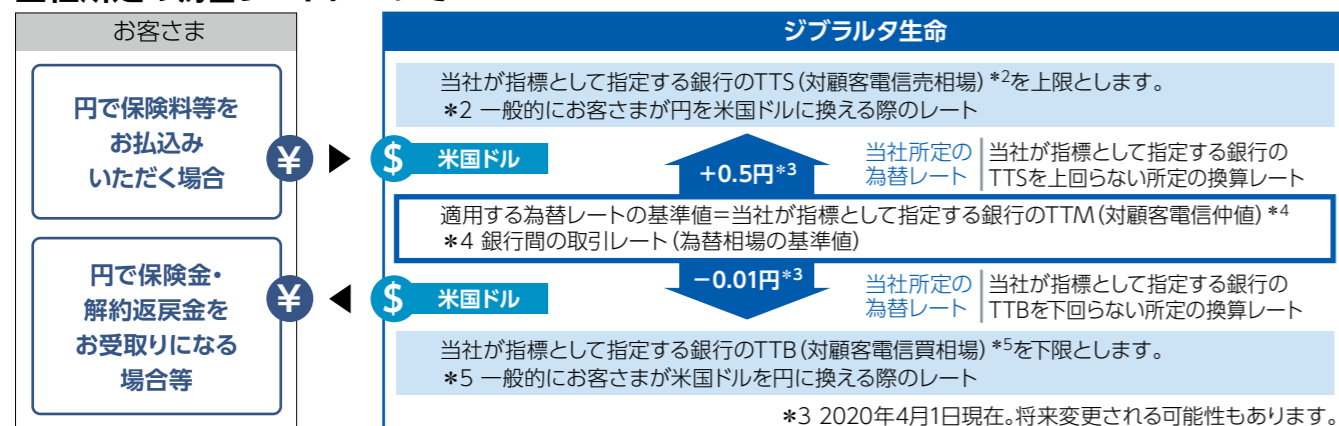 お客さま
円で保険料等を
お払込み
いただく場合
¥
円で保険金・
解約返戻金を
お受取りになる
場合等
¥
ジブラルタ生命
当社が指標として指定する銀行のTTS(対顧客電信売相場)*2を上限とします。
*2 一般的にお客さまが円を米国ドルに換える際のレート
$ 米国ドル
+0.5円*3
当社所定の
為替レート
当社が指標として指定する銀行の
TTSを上回らない所定の換算レート
適用する為替レートの基準値=当社が指標として指定する銀行のTTM(対顧客電信仲値)*4
*4 銀行間の取引レート(為替相場の基準値)
$ 米国ドル
-0.01円*3
当社所定の
為替レート
当社が指標として指定する銀行の
TTBを下回らない所定の換算レート
当社が指標として指定する銀行のTTB(対顧客電信買相場)*5を下限とします。
*5 一般的にお客さまが米国ドルを円に換える際のレート
*3 2020年4月1日現在。将来変更される可能性もあります。